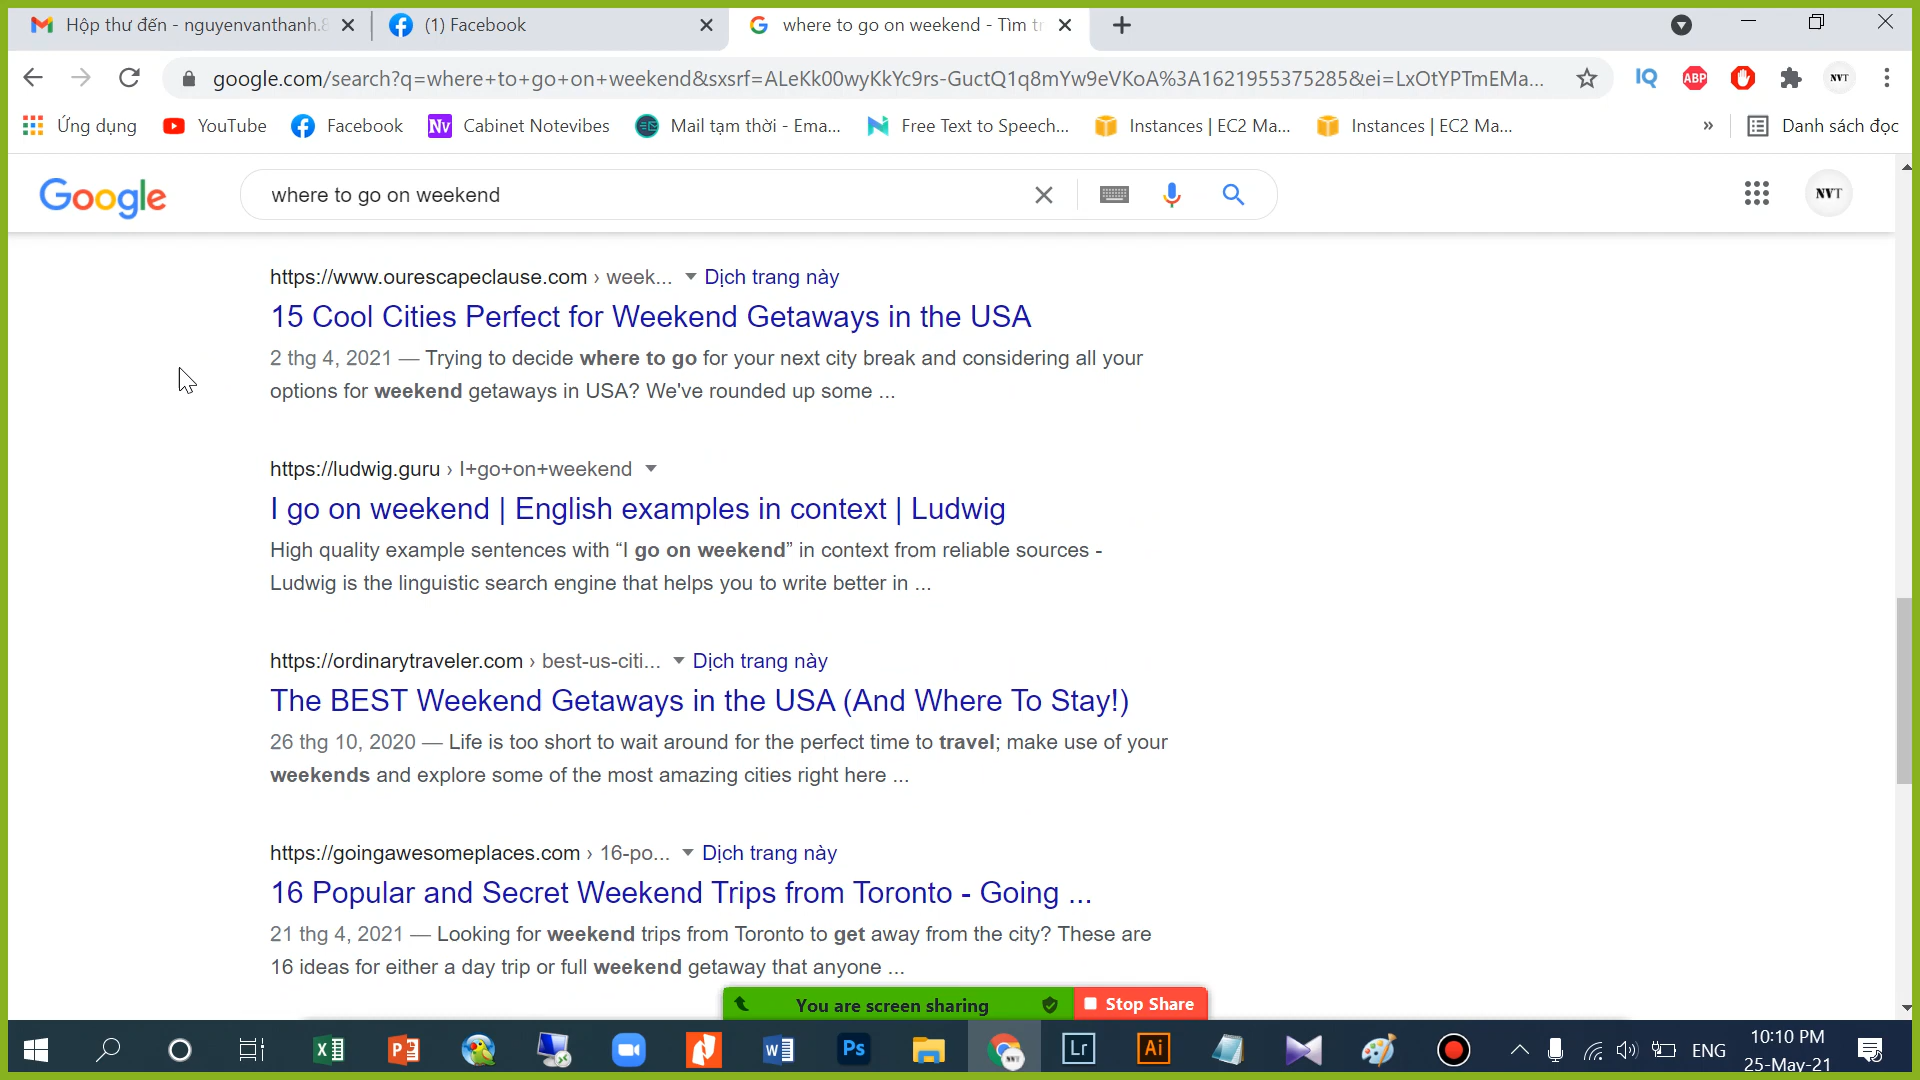 Hộp thư đến - nguyenvanthanh.8
(1) Facebook
where to go on weekend - Tìm tr
google.com/search?q=where+to+go+on+weekend&sxsrf=ALeKk00wyKkYc9rs-GuctQ1q8mYw9eVKoA%3A1621955375285&ei=LxOtYPTmEMa...
IQ
ABP
NVT
Ứng dụng
YouTube
Facebook
Nv
Cabinet Notevibes
Mail tạm thời - Ema...
Free Text to Speech...
Instances | EC2 Ma...
Instances | EC2 Ma...
»
Danh sách đọc
Google
where to go on weekend
NVT
https://www.ourescapeclause.com › week...
Dịch trang này
15 Cool Cities Perfect for Weekend Getaways in the USA
2 thg 4, 2021 — Trying to decide where to go for your next city break and considering all your
options for weekend getaways in USA? We've rounded up some ...
https://ludwig.guru › I+go+on+weekend
I go on weekend | English examples in context | Ludwig
High quality example sentences with “I go on weekend” in context from reliable sources -
Ludwig is the linguistic search engine that helps you to write better in ...
https://ordinarytraveler.com › best-us-citi...
Dịch trang này
The BEST Weekend Getaways in the USA (And Where To Stay!)
26 thg 10, 2020 — Life is too short to wait around for the perfect time to travel; make use of your
weekends and explore some of the most amazing cities right here ...
https://goingawesomeplaces.com › 16-po...
Dịch trang này
16 Popular and Secret Weekend Trips from Toronto - Going ...
21 thg 4, 2021 — Looking for weekend trips from Toronto to get away from the city? These are
16 ideas for either a day trip or full weekend getaway that anyone ...
You are screen sharing
Stop Share
Ps
Lr
Ai
ENG
10:10 PM
25-May-21